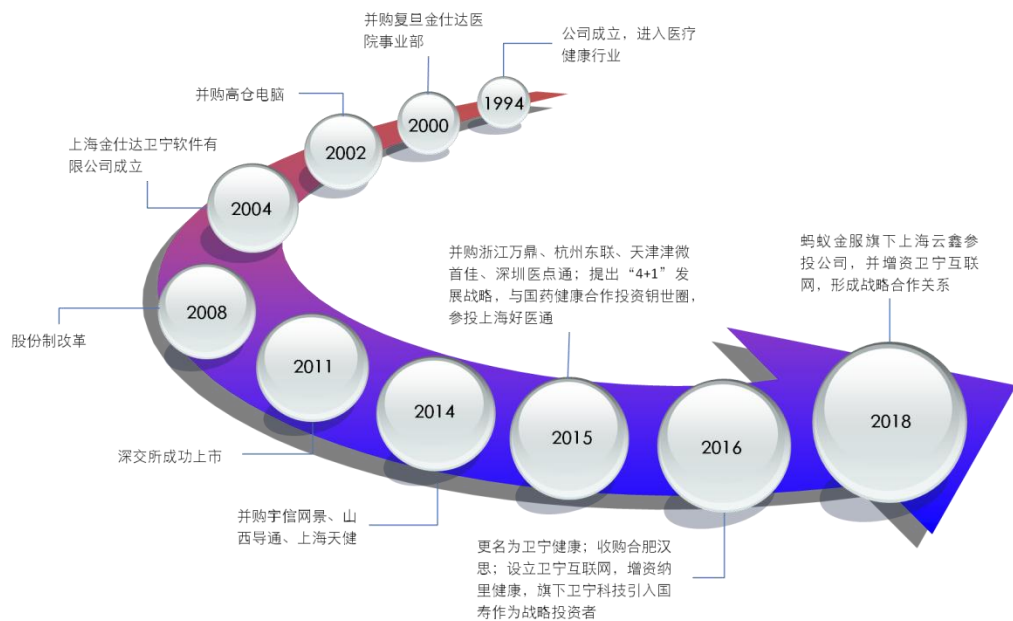 公司成立，进入医疗
健康行业
1994
并购复旦金仕达医
院事业部
2000
并购高仓电脑
2002
上海金仕达卫宁软件有
限公司成立
2004
股份制改革
2008
深交所成功上市
2011
并购宇信网景、山
西导通、上海天健
2014
并购浙江万鼎、杭州东联、天津津微
首佳、深圳医点通；提出“4+1”发
展战略，与国药健康合作投资钥世圈，
参投上海好医通
2015
更名为卫宁健康；收购合肥汉
思；设立卫宁互联网，增资纳
里健康，旗下卫宁科技引入国
寿作为战略投资者
2016
蚂蚁金服旗下上海云鑫参
投公司，并增资卫宁互联
网，形成战略合作关系
2018